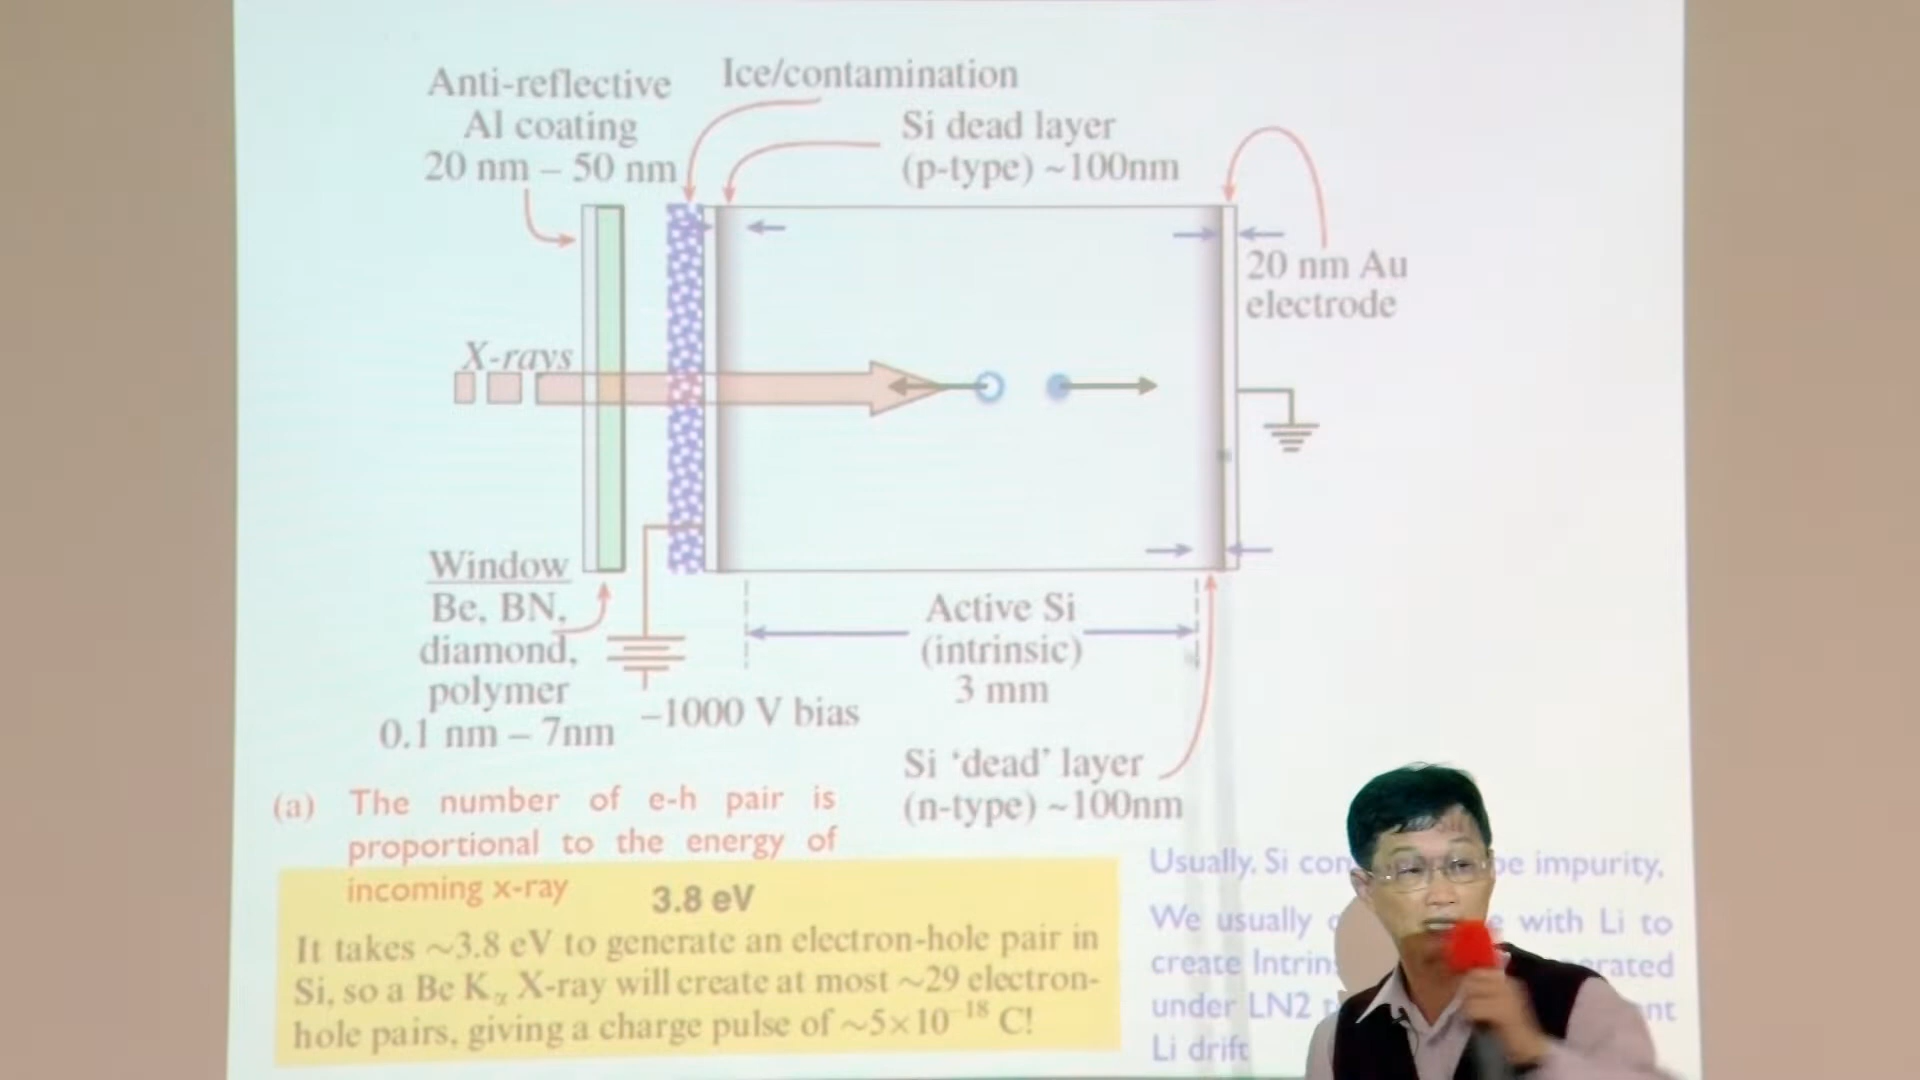 Anti-reflective
Al coating
20 nm – 50 nm
Ice/contamination
Si dead layer
(p-type) ~100nm
20 nm Au
electrode
X-rays
Window
Be, BN,
diamond,
polymer
0.1 nm – 7nm
–1000 V bias
Active Si
(intrinsic)
3 mm
Si ‘dead’ layer
(n-type) ~100nm
(a) The number of e-h pair is
proportional to the energy of
incoming x-ray
3.8 eV
It takes ~3.8 eV to generate an electron-hole pair in
Si, so a Be Kα X-ray will create at most ~29 electron-
hole pairs, giving a charge pulse of ~5×10⁻¹⁸ C!
Usually, Si impurity,
We usually with Li to
create
under LN2
Li drift